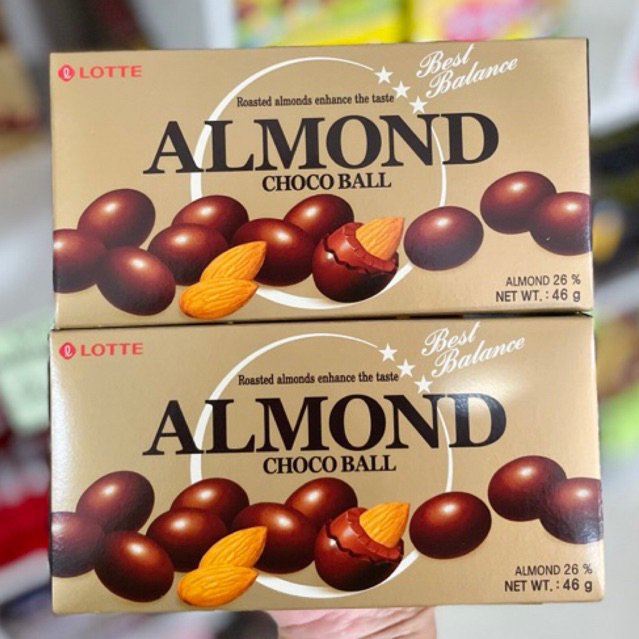 LOTTE
Best
Balance
Roasted almonds enhance the taste
ALMOND
CHOCO BALL
ALMOND 26 %
NET WT. : 46 g
LOTTE
Best
Balance
Roasted almonds enhance the taste
ALMOND
CHOCO BALL
ALMOND 26 %
NET WT. : 46 g